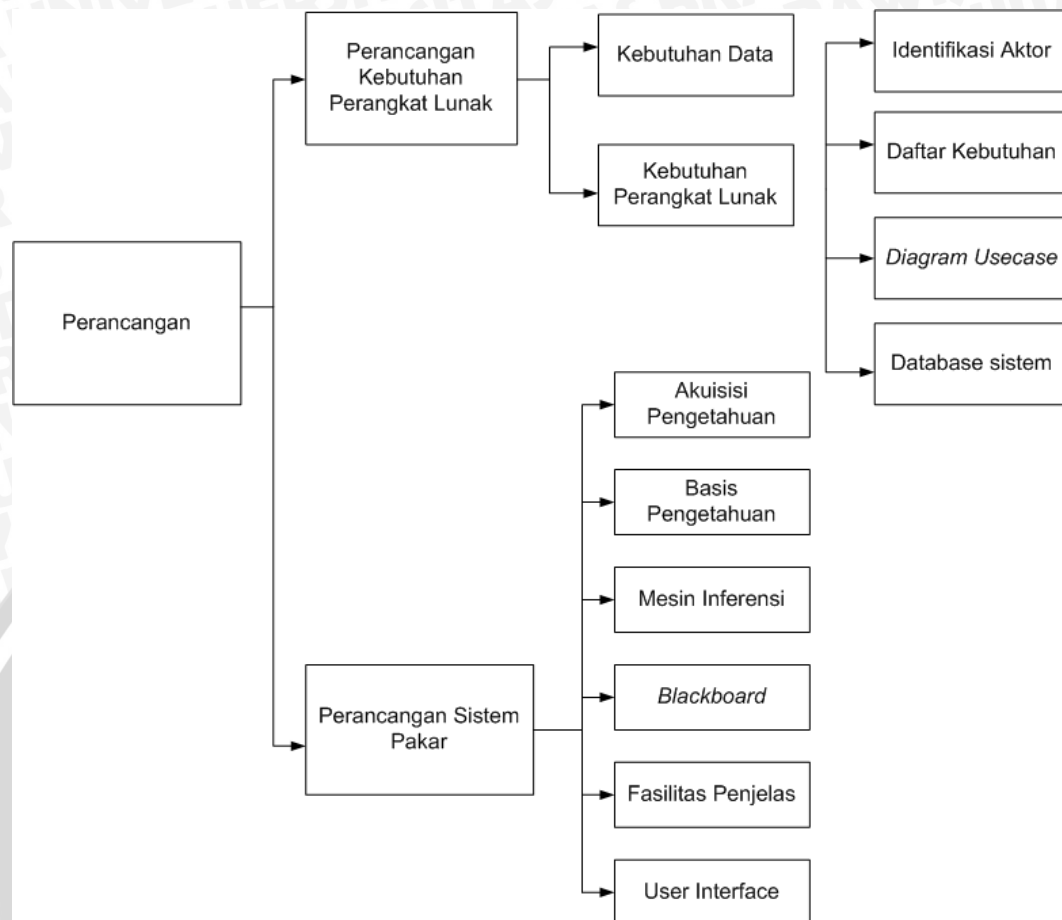 Perancangan
Perancangan
Kebutuhan
Perangkat Lunak
Kebutuhan Data
Kebutuhan
Perangkat Lunak
Identifikasi Aktor
Daftar Kebutuhan
Diagram Usecase
Database sistem
Perancangan Sistem
Pakar
Akuisisi
Pengetahuan
Basis
Pengetahuan
Mesin Inferensi
Blackboard
Fasilitas Penjelas
User Interface